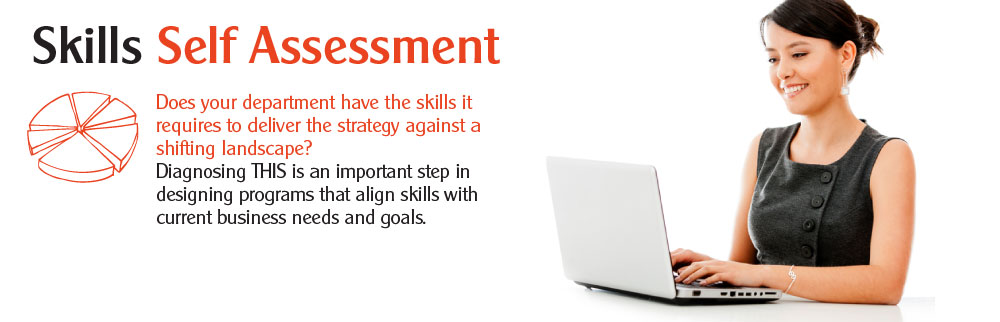 Skills Self Assessment
Does your department have the skills it
requires to deliver the strategy against a
shifting landscape?
Diagnosing THIS is an important step in
designing programs that align skills with
current business needs and goals.